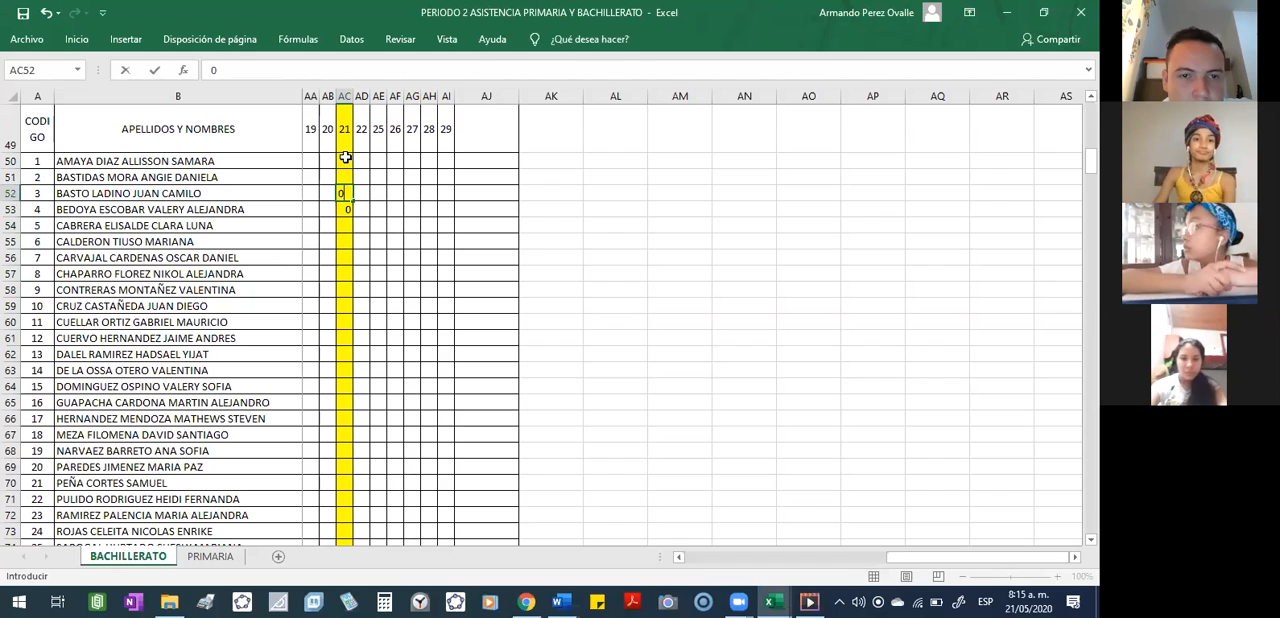 PERIODO 2 ASISTENCIA PRIMARIA Y BACHILLERATO - Excel
Armando Perez Ovalle
Archivo Inicio Insertar Disposición de página Fórmulas Datos Revisar Vista Ayuda ¿Qué desea hacer? Compartir
AC52 fx 0
A B AA AB AC AD AE AF AG AH AI AJ AK AL AM AN AO AP AQ AR AS
49 CODI GO APELLIDOS Y NOMBRES 19 20 21 22 25 26 27 28 29
50 1 AMAYA DIAZ ALLISSON SAMARA
51 2 BASTIDAS MORA ANGIE DANIELA
52 3 BASTO LADINO JUAN CAMILO 0
53 4 BEDOYA ESCOBAR VALERY ALEJANDRA 0
54 5 CABRERA ELISALDE CLARA LUNA
55 6 CALDERON TIUSO MARIANA
56 7 CARVAJAL CARDENAS OSCAR DANIEL
57 8 CHAPARRO FLOREZ NIKOL ALEJANDRA
58 9 CONTRERAS MONTAÑEZ VALENTINA
59 10 CRUZ CASTAÑEDA JUAN DIEGO
60 11 CUELLAR ORTIZ GABRIEL MAURICIO
61 12 CUERVO HERNANDEZ JAIME ANDRES
62 13 DALEL RAMIREZ HADSAEL YIJAT
63 14 DE LA OSSA OTERO VALENTINA
64 15 DOMINGUEZ OSPINO VALERY SOFIA
65 16 GUAPACHA CARDONA MARTIN ALEJANDRO
66 17 HERNANDEZ MENDOZA MATHEWS STEVEN
67 18 MEZA FILOMENA DAVID SANTIAGO
68 19 NARVAEZ BARRETO ANA SOFIA
69 20 PAREDES JIMENEZ MARIA PAZ
70 21 PEÑA CORTES SAMUEL
71 22 PULIDO RODRIGUEZ HEIDI FERNANDA
72 23 RAMIREZ PALENCIA MARIA ALEJANDRA
73 24 ROJAS CELEITA NICOLAS ENRIKE
BACHILLERATO PRIMARIA
Introducir 100%
ESP 8:15 a. m.
21/05/2020